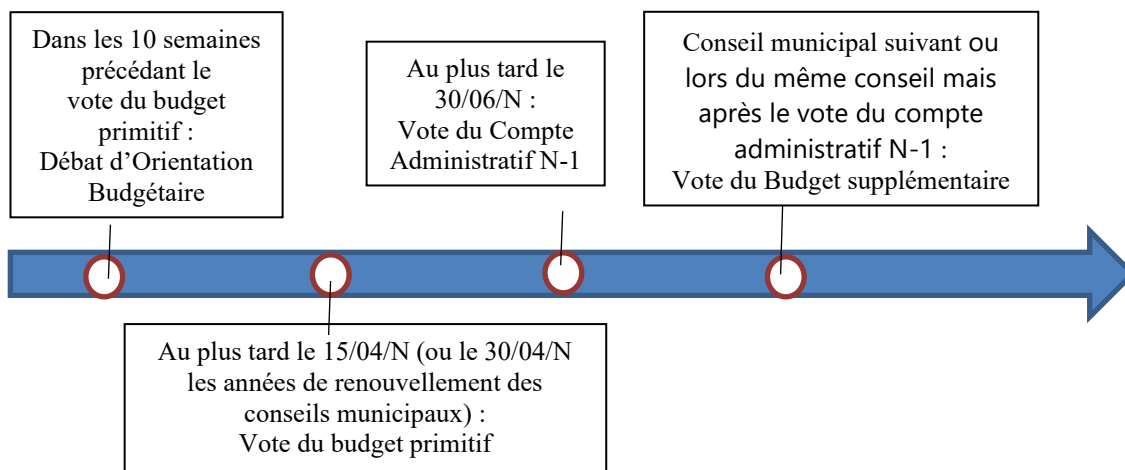 Dans les 10 semaines
précédant le
vote du budget
primitif :
Débat d'Orientation
Budgétaire
Au plus tard le
30/06/N :
Vote du Compte
Administratif N-1
Conseil municipal suivant ou
lors du même conseil mais
après le vote du compte
administratif N-1 :
Vote du Budget supplémentaire
Au plus tard le 15/04/N (ou le 30/04/N
les années de renouvellement des
conseils municipaux) :
Vote du budget primitif